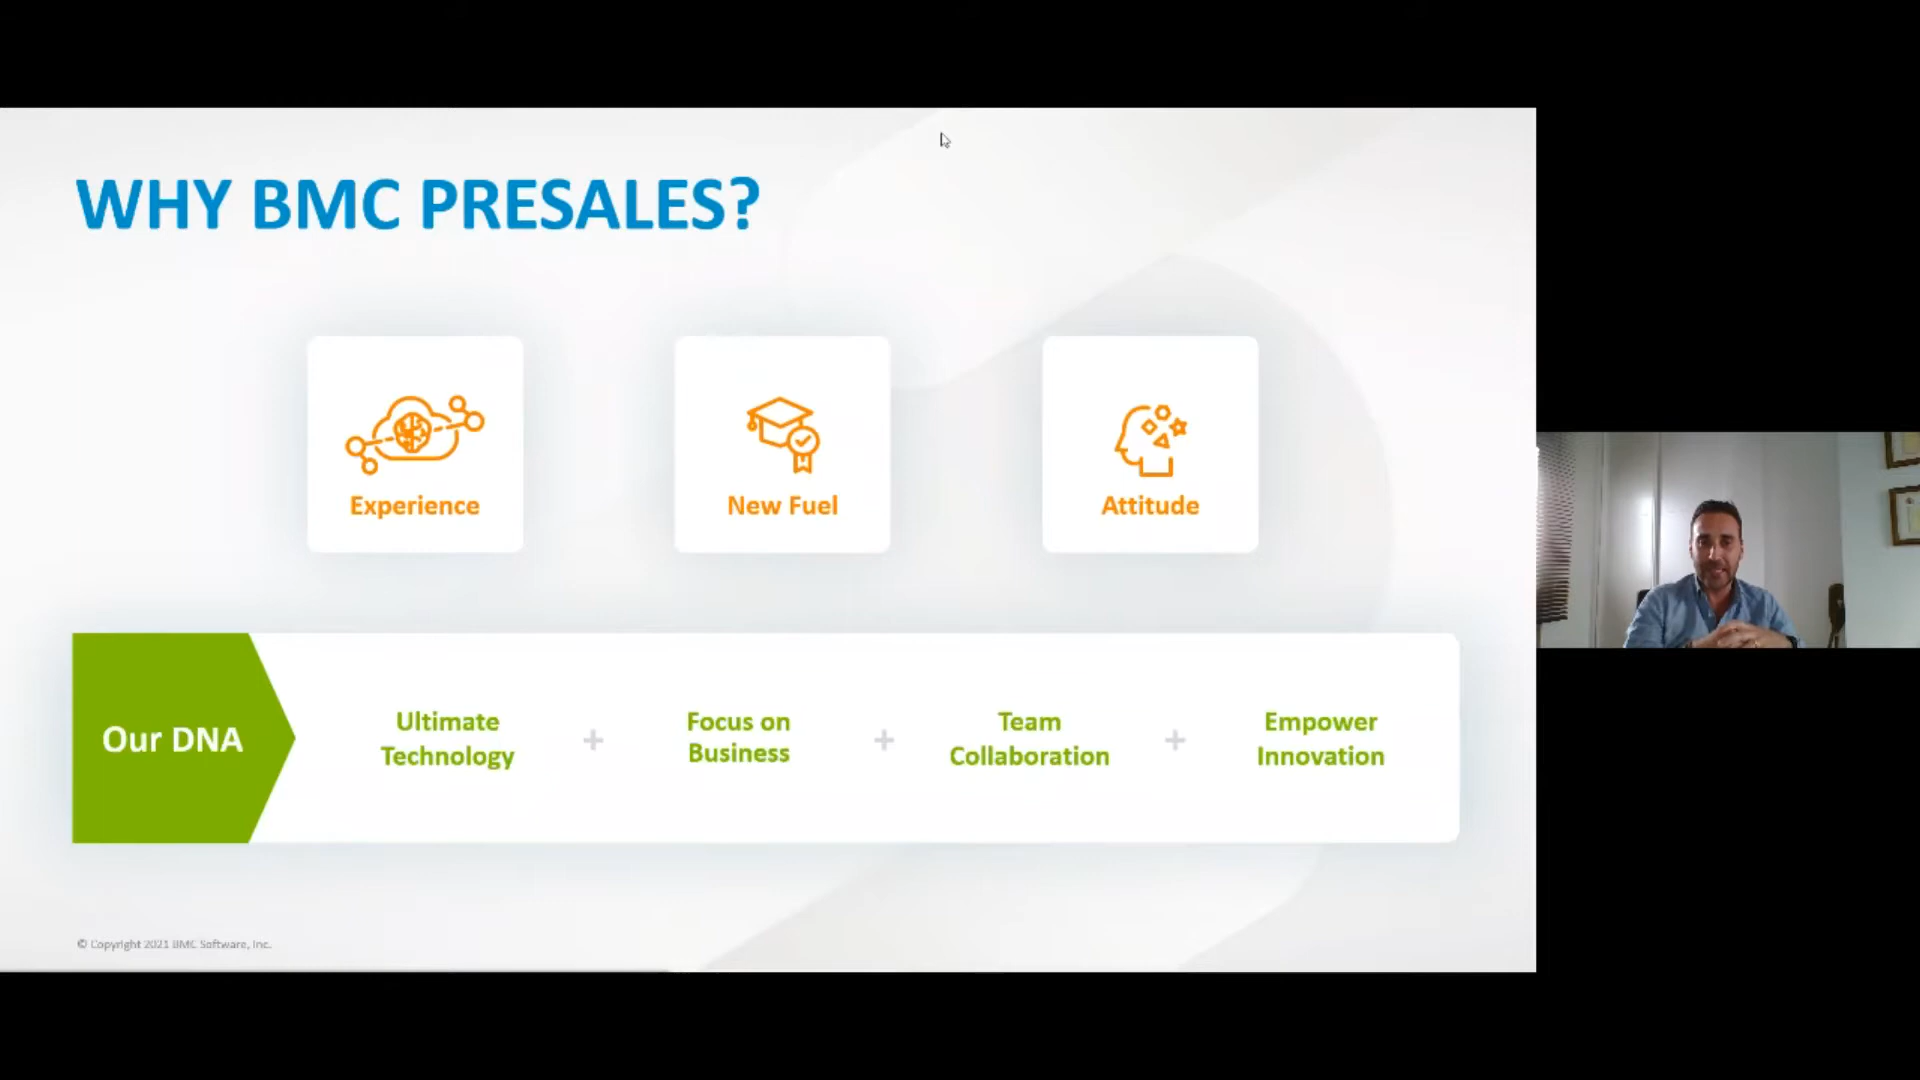 WHY BMC PRESALES?
Experience
New Fuel
Attitude
Our DNA
Ultimate
Technology
+
Focus on
Business
+
Team
Collaboration
+
Empower
Innovation
© Copyright 2021 BMC Software, Inc.